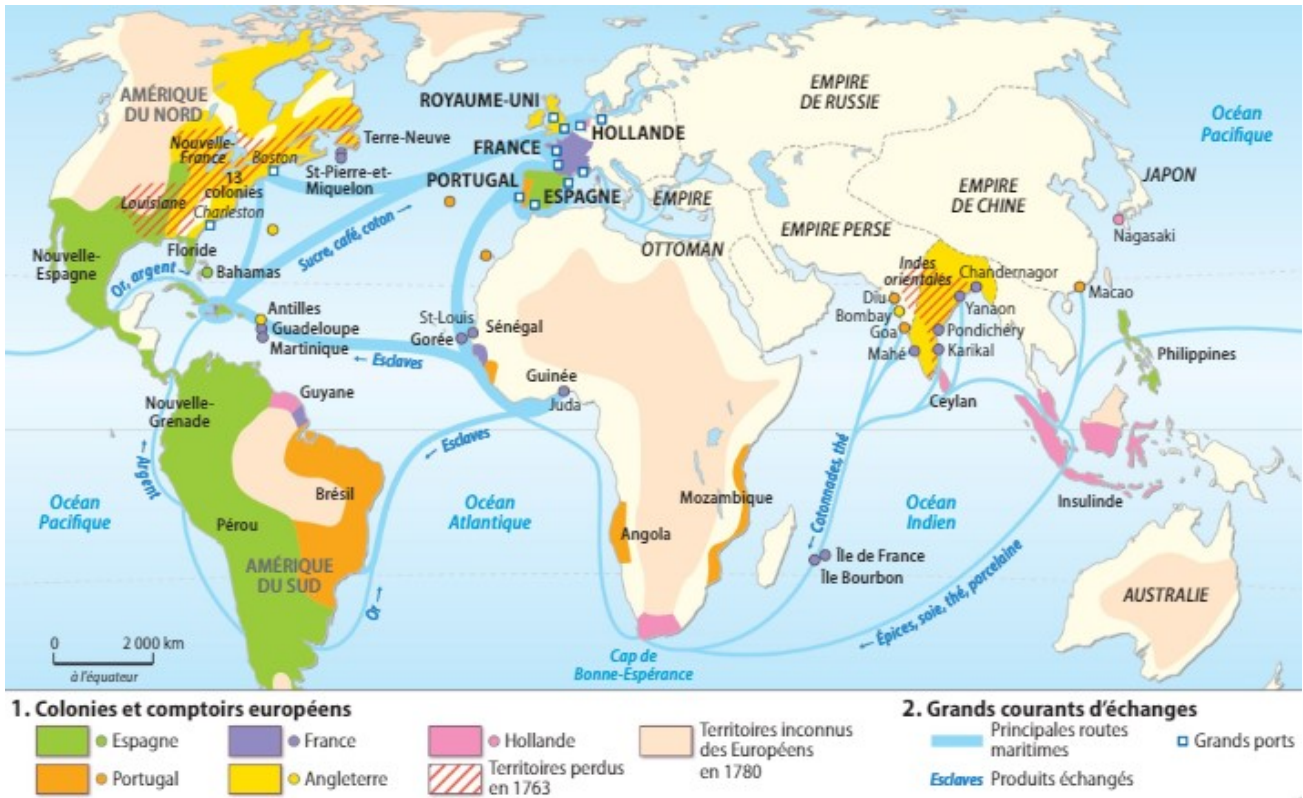 AMÉRIQUE
DU NORD
ROYAUME-UNI
HOLLANDE
FRANCE
PORTUGAL
ESPAGNE
EMPIRE
DE RUSSIE
Océan
Pacifique
Nouvelle-
France
Boston
Terre-Neuve
St-Pierre-et-
Miquelon
13
colonies
Louisiane
Charleston
Floride
Nouvelle-
Espagne
Or, argent →
Bahamas
Sucre, café, coton →
EMPIRE
OTTOMAN
EMPIRE PERSE
EMPIRE
DE CHINE
JAPON
Nagasaki
Indes
orientales
Chandernagor
Diu
Bombay
Goa
Mahé
Yanaon
Pondichéry
Karikal
Macao
Philippines
Ceylan
Antilles
Guadeloupe
Martinique
St-Louis
Gorée
Sénégal
← Esclaves
Guinée
Juda
Guyane
Nouvelle-
Grenade
← Esclaves
← Argent
Océan
Pacifique
Brésil
Pérou
AMÉRIQUE
DU SUD
Or →
Océan
Atlantique
Angola
Mozambique
← Cotonnades, thé
Océan
Indien
Île de France
Île Bourbon
Insulinde
AUSTRALIE
← Épices, soie, thé, porcelaine
Cap de
Bonne-Espérance
0 2 000 km
à l'équateur
1. Colonies et comptoirs européens
Espagne
France
Hollande
Territoires inconnus
des Européens
en 1780
Portugal
Angleterre
Territoires perdus
en 1763
2. Grands courants d'échanges
Principales routes
maritimes
Grands ports
Esclaves Produits échangés